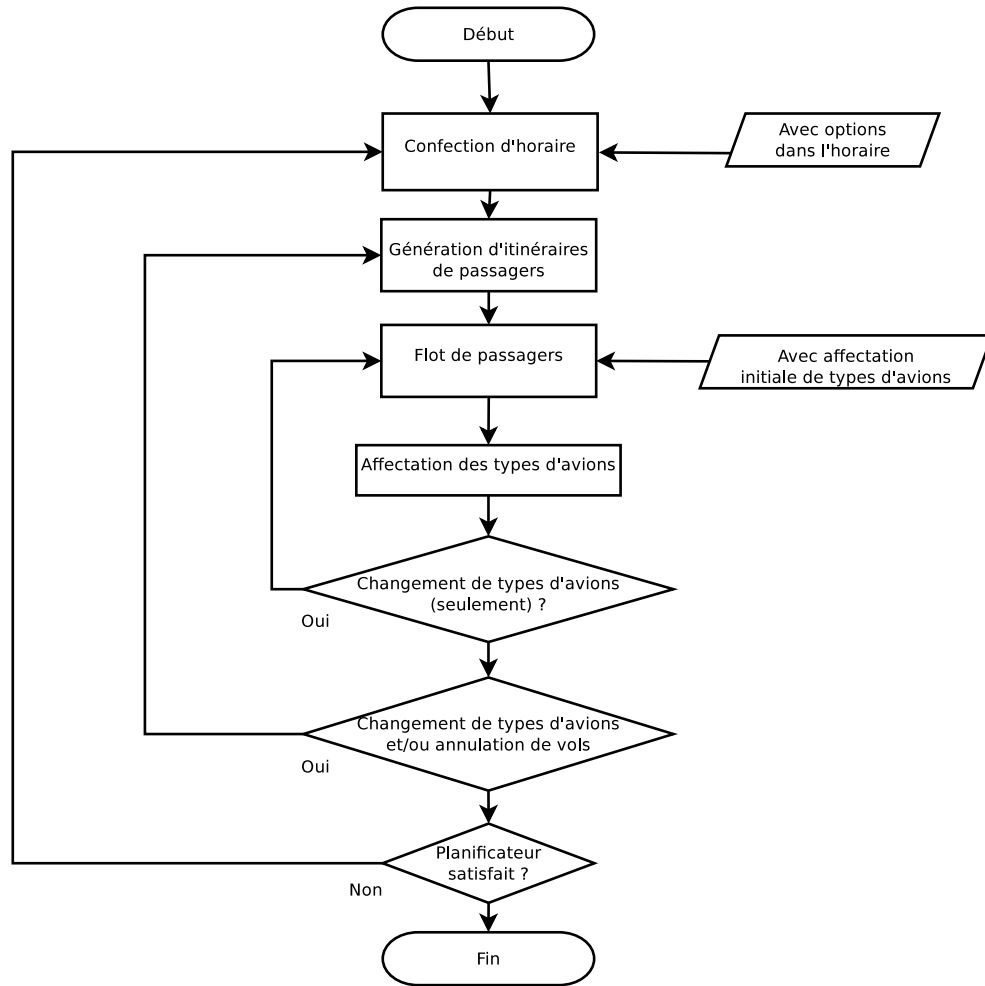 Début
Confection d'horaire
Avec options
dans l'horaire
Génération d'itinéraires
de passagers
Flot de passagers
Avec affectation
initiale de types d'avions
Affectation des types d'avions
Changement de types d'avions
(seulement) ?
Oui
Changement de types d'avions
et/ou annulation de vols
Oui
Planificateur
satisfait ?
Non
Fin